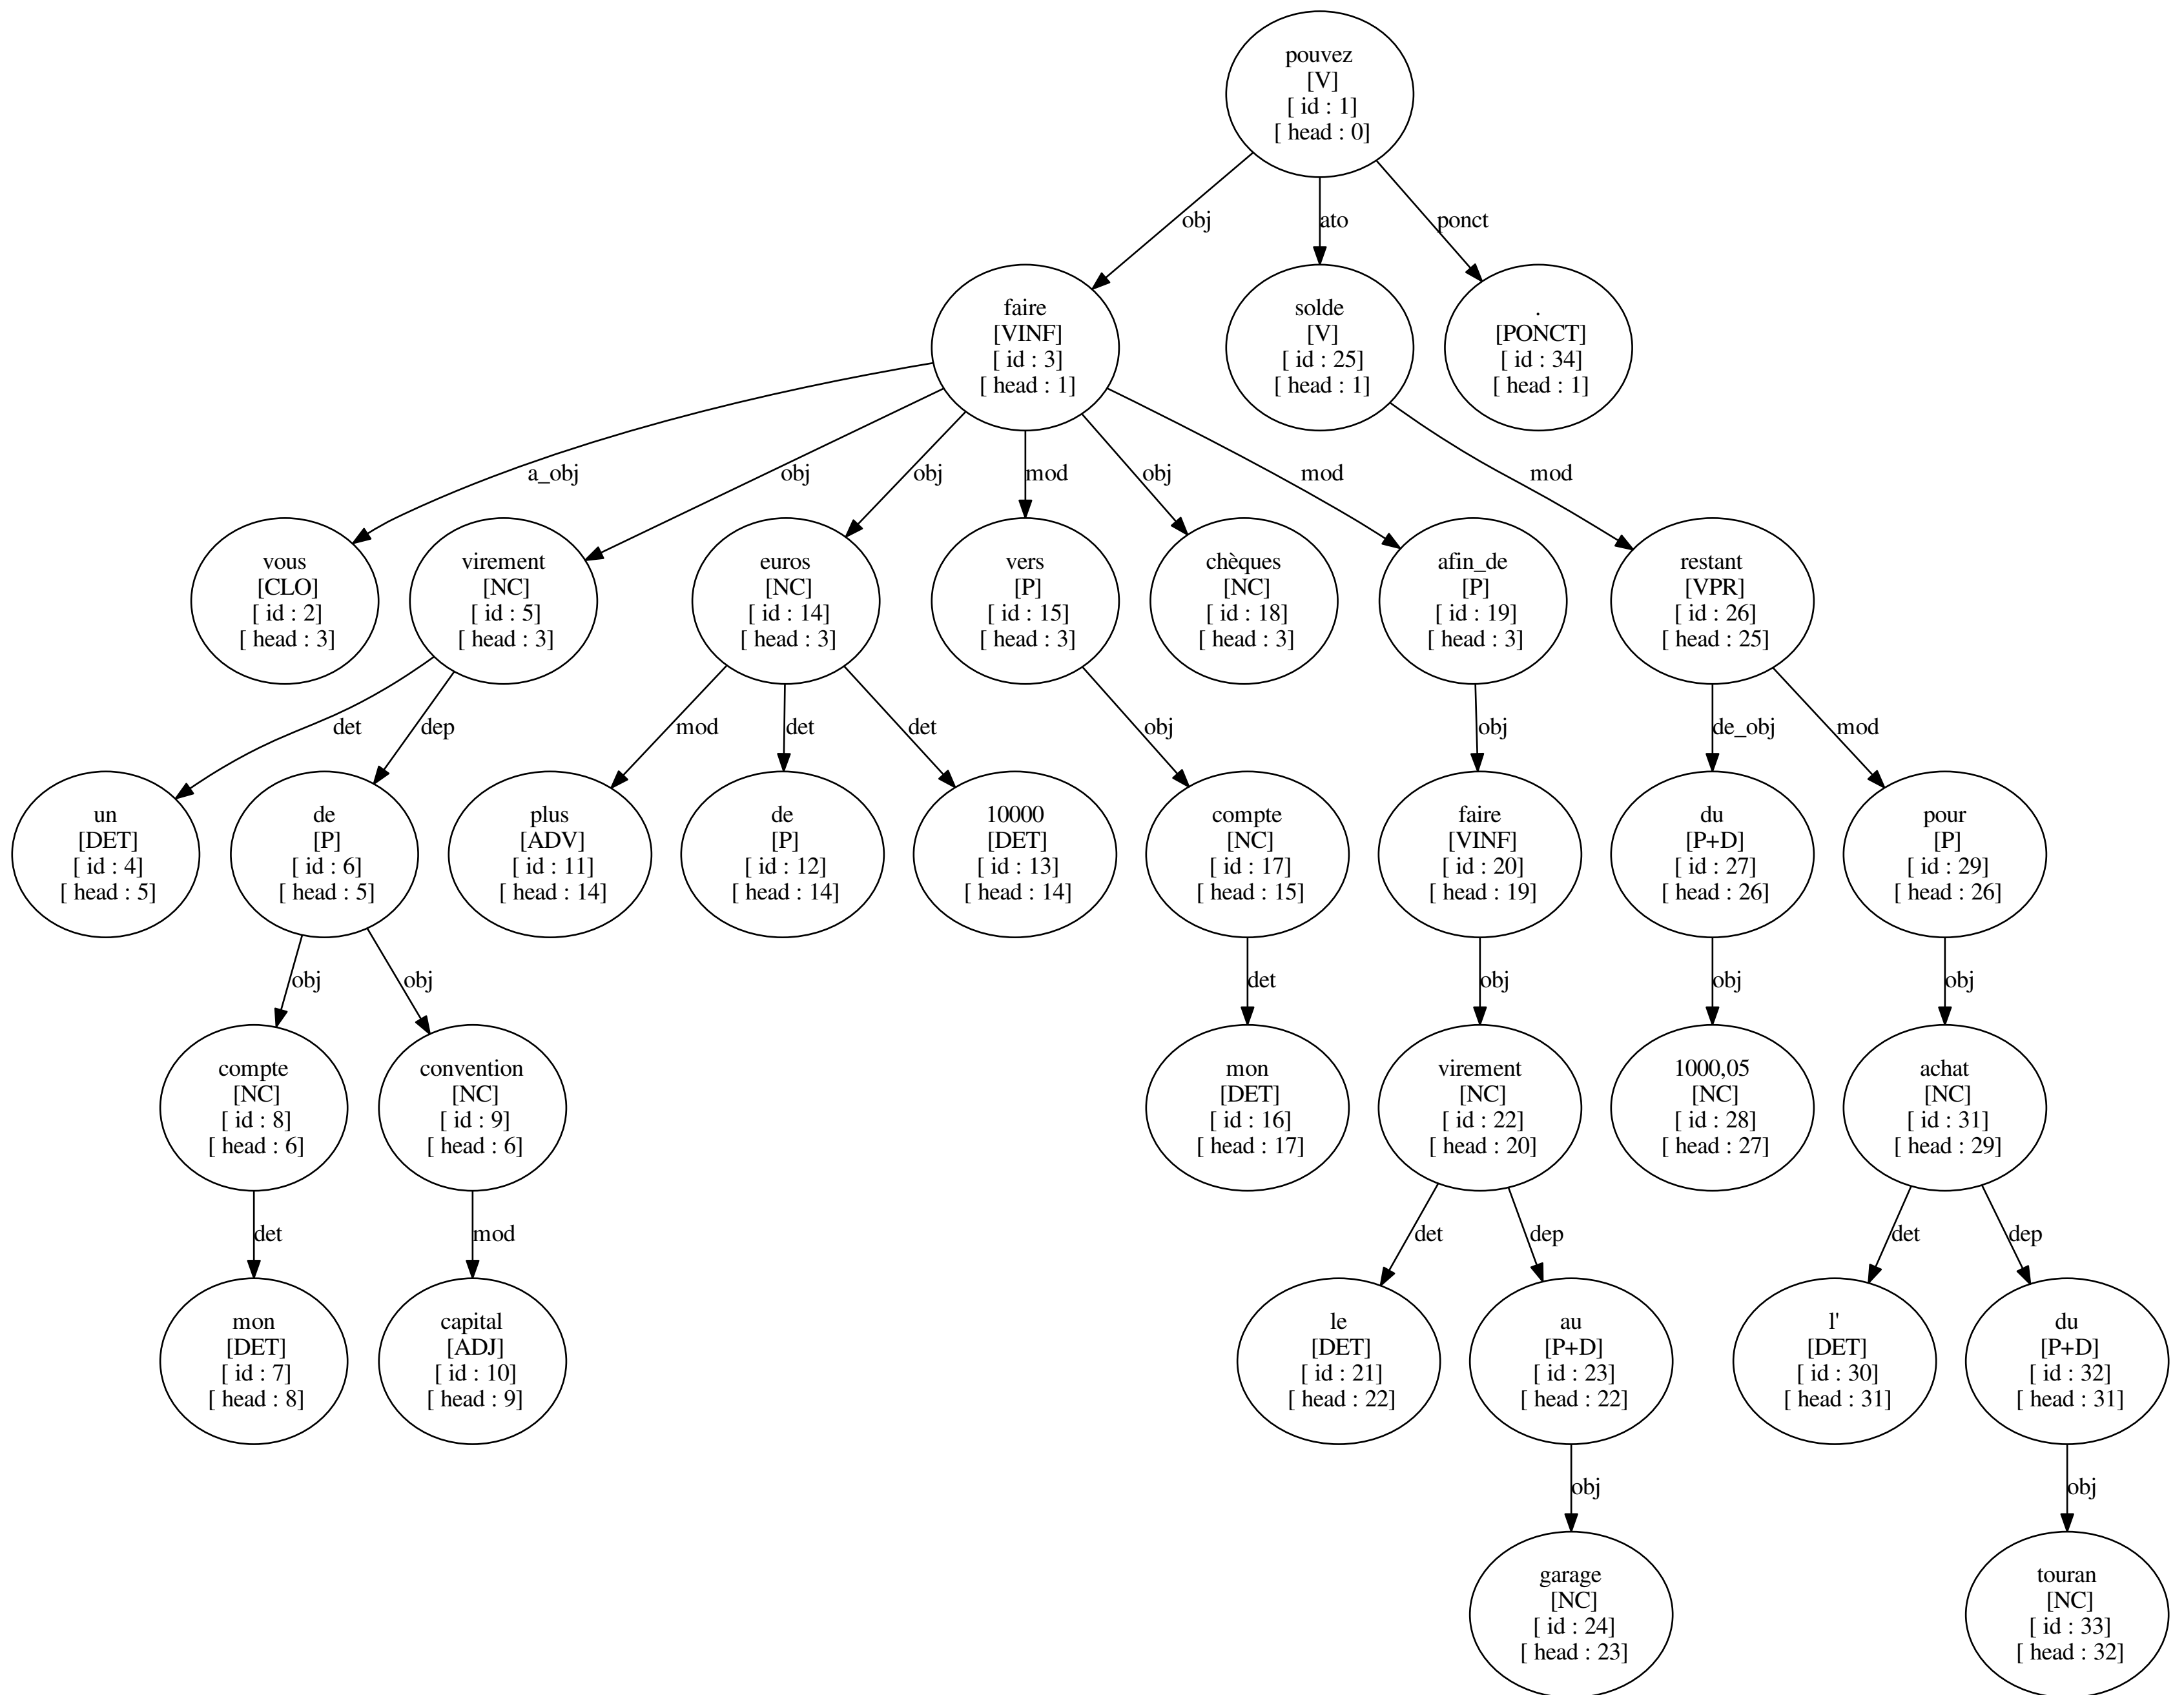 pouvez
[V]
[ id : 1]
[ head : 0]
obj
ato
ponct
faire
[VINF]
[ id : 3]
[ head : 1]
solde
[V]
[ id : 25]
[ head : 1]
.
[PONCT]
[ id : 34]
[ head : 1]
a_obj
obj
obj
mod
obj
mod
mod
vous
[CLO]
[ id : 2]
[ head : 3]
virement
[NC]
[ id : 5]
[ head : 3]
euros
[NC]
[ id : 14]
[ head : 3]
vers
[P]
[ id : 15]
[ head : 3]
chèques
[NC]
[ id : 18]
[ head : 3]
afin_de
[P]
[ id : 19]
[ head : 3]
restant
[VPR]
[ id : 26]
[ head : 25]
det
dep
mod
det
det
obj
obj
de_obj
mod
un
[DET]
[ id : 4]
[ head : 5]
de
[P]
[ id : 6]
[ head : 5]
plus
[ADV]
[ id : 11]
[ head : 14]
de
[P]
[ id : 12]
[ head : 14]
10000
[DET]
[ id : 13]
[ head : 14]
compte
[NC]
[ id : 17]
[ head : 15]
faire
[VINF]
[ id : 20]
[ head : 19]
du
[P+D]
[ id : 27]
[ head : 26]
pour
[P]
[ id : 29]
[ head : 26]
obj
obj
det
obj
obj
obj
compte
[NC]
[ id : 8]
[ head : 6]
convention
[NC]
[ id : 9]
[ head : 6]
mon
[DET]
[ id : 16]
[ head : 17]
virement
[NC]
[ id : 22]
[ head : 20]
1000,05
[NC]
[ id : 28]
[ head : 27]
achat
[NC]
[ id : 31]
[ head : 29]
det
mod
det
dep
det
dep
mon
[DET]
[ id : 7]
[ head : 8]
capital
[ADJ]
[ id : 10]
[ head : 9]
le
[DET]
[ id : 21]
[ head : 22]
au
[P+D]
[ id : 23]
[ head : 22]
l'
[DET]
[ id : 30]
[ head : 31]
du
[P+D]
[ id : 32]
[ head : 31]
obj
obj
garage
[NC]
[ id : 24]
[ head : 23]
touran
[NC]
[ id : 33]
[ head : 32]